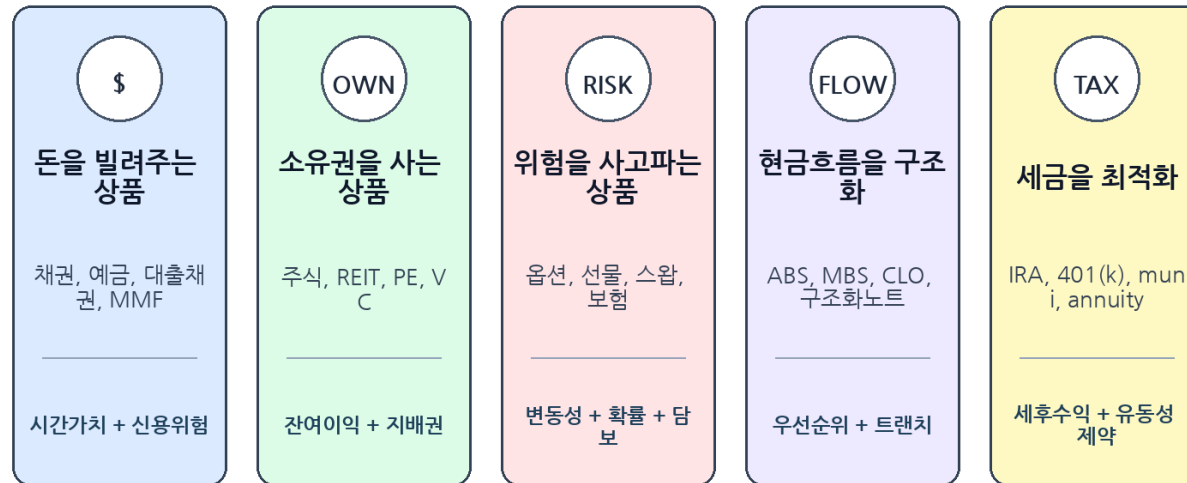 $
돈을 빌려주는
상품
채권, 예금, 대출채
권, MMF
시간가치 + 신용위험
OWN
소유권을 사는
상품
주식, REIT, PE, V
C
잔여이익 + 지배권
RISK
위험을 사고파는
상품
옵션, 선물, 스왑,
보험
변동성 + 확률 + 담
보
FLOW
현금흐름을 구조
화
ABS, MBS, CLO,
구조화노트
우선순위 + 트랜치
TAX
세금을 최적화
IRA, 401(k), mun
i, annuity
세후수익 + 유동성
제약